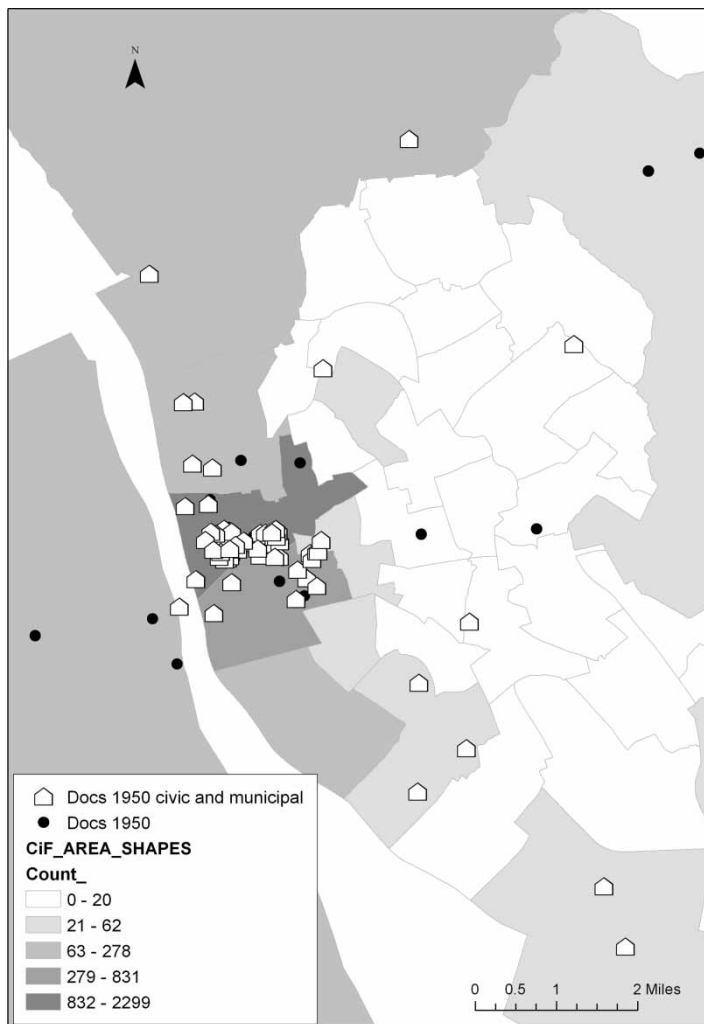 N
Docs 1950 civic and municipal
Docs 1950
CiF_AREA_SHAPES
Count_
0 - 20
21 - 62
63 - 278
279 - 831
832 - 2299
0 0.5 1 2 Miles